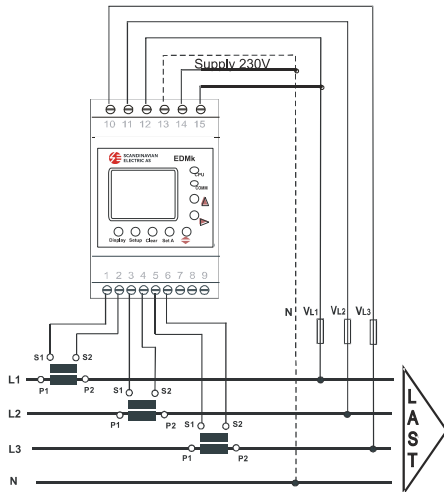 Supply 230V
10 11 12 13 14 15
SCANDINAVIAN
ELECTRIC AS
EDMk
CPU
COMM
Display Setup Clear Set A
1 2 3 4 5 6 7 8 9
N VL1 VL2 VL3
S1 S2
L1
P1 P2
S1 S2
L2
P1 P2
S1 S2
L3
P1 P2
N
LAST